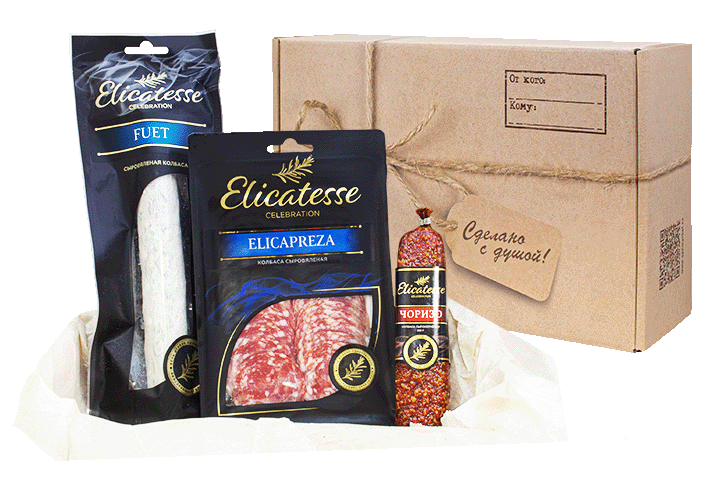 Elicatesse
CELEBRATION
FUET
СЫРОВЯЛЕНАЯ КОЛБАСА
Elicatesse
CELEBRATION
ELICAPREZA
КОЛБАСА СЫРОВЯЛЕНАЯ
Elicatesse
CELEBRATION
ЧОРИЗО
От кого:
Кому:
Сделано
с душой!